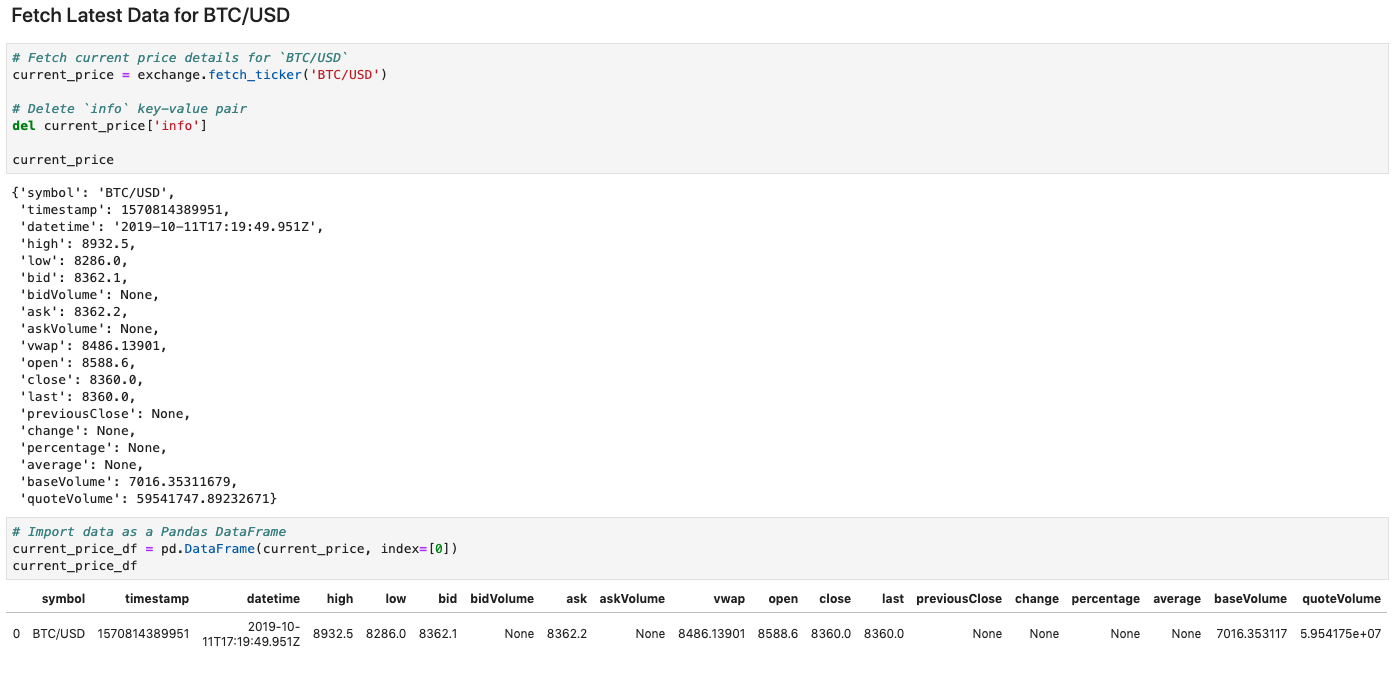 Fetch Latest Data for BTC/USD
# Fetch current price details for `BTC/USD`
current_price = exchange.fetch_ticker('BTC/USD')
# Delete `info` key-value pair
del current_price['info']
current_price
{'symbol': 'BTC/USD',
 'timestamp': 1570814389951,
 'datetime': '2019-10-11T17:19:49.951Z',
 'high': 8932.5,
 'low': 8286.0,
 'bid': 8362.1,
 'bidVolume': None,
 'ask': 8362.2,
 'askVolume': None,
 'vwap': 8486.13901,
 'open': 8588.6,
 'close': 8360.0,
 'last': 8360.0,
 'previousClose': None,
 'change': None,
 'percentage': None,
 'average': None,
 'baseVolume': 7016.35311679,
 'quoteVolume': 59541747.89232671}
# Import data as a Pandas DataFrame
current_price_df = pd.DataFrame(current_price, index=[0])
current_price_df
symbol timestamp datetime high low bid bidVolume ask askVolume vwap open close last previousClose change percentage average baseVolume quoteVolume
0 BTC/USD 1570814389951 2019-10-
11T17:19:49.951Z 8932.5 8286.0 8362.1 None 8362.2 None 8486.13901 8588.6 8360.0 8360.0 None None None None 7016.353117 5.954175e+07